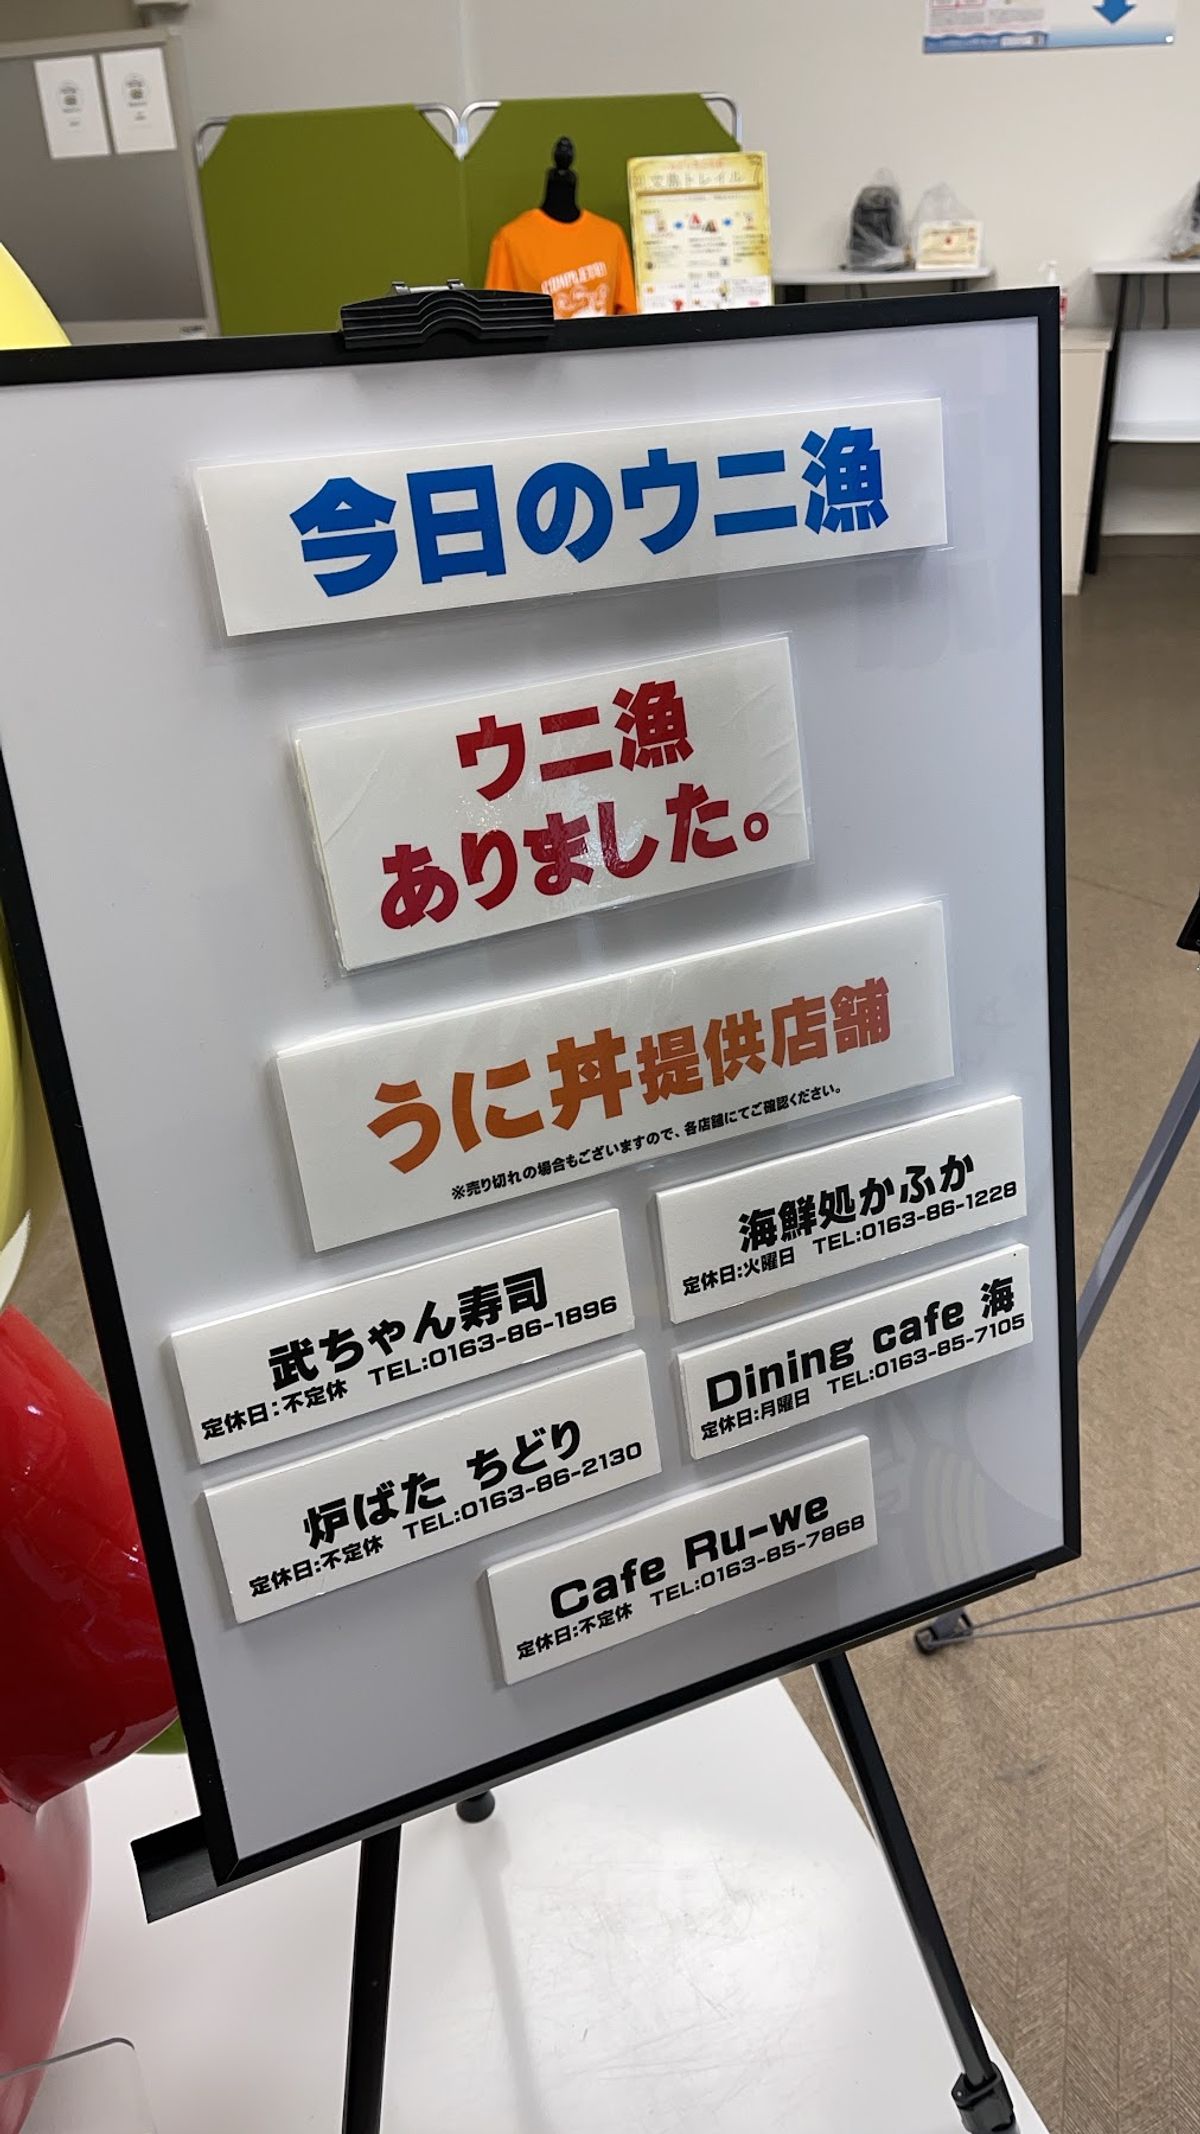 今日のウニ漁
ウニ漁
ありました。
うに丼提供店舗
※売り切れの場合もございますので、各店舗にてご確認ください。
海鮮処かふか
定休日:火曜日 TEL:0163-86-1228
武ちゃん寿司
定休日:不定休 TEL:0163-86-1896
Dining cafe 海
定休日:月曜日 TEL:0163-85-7105
炉ばた ちどり
定休日:不定休 TEL:0163-86-2130
Cafe Ru-we
定休日:不定休 TEL:0163-85-7868